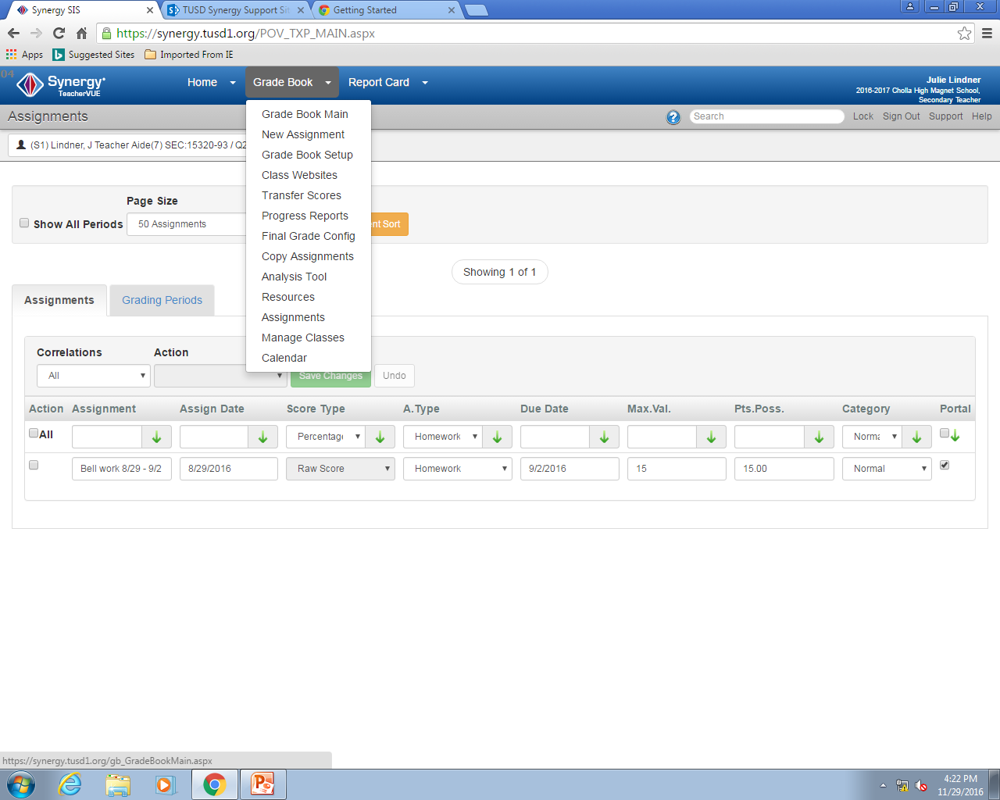 Synergy SIS
TUSD Synergy Support Sit
Getting Started
https://synergy.tusd1.org/POV_TXP_MAIN.aspx
Apps
Suggested Sites
Imported From IE
04
Synergy
TeacherVUE
Home
Grade Book
Report Card
Julie Lindner
2016-2017 Cholla High Magnet School,
Secondary Teacher
Assignments
Search
Lock
Sign Out
Support
Help
(S1) Lindner, J Teacher Aide(7) SEC:15320-93 / Q2
Grade Book Main
New Assignment
Grade Book Setup
Class Websites
Transfer Scores
Progress Reports
Final Grade Config
Copy Assignments
Analysis Tool
Resources
Assignments
Manage Classes
Calendar
Page Size
Show All Periods
50 Assignments
nt Sort
Showing 1 of 1
Assignments
Grading Periods
Correlations
Action
All
Save Changes
Undo
Action Assignment Assign Date Score Type A.Type Due Date Max.Val. Pts.Poss. Category Portal
All Percentage Homework Norma
Bell work 8/29 - 9/2 8/29/2016 Raw Score Homework 9/2/2016 15 15.00 Normal
https://synergy.tusd1.org/gb_GradeBookMain.aspx
4:22 PM
11/29/2016